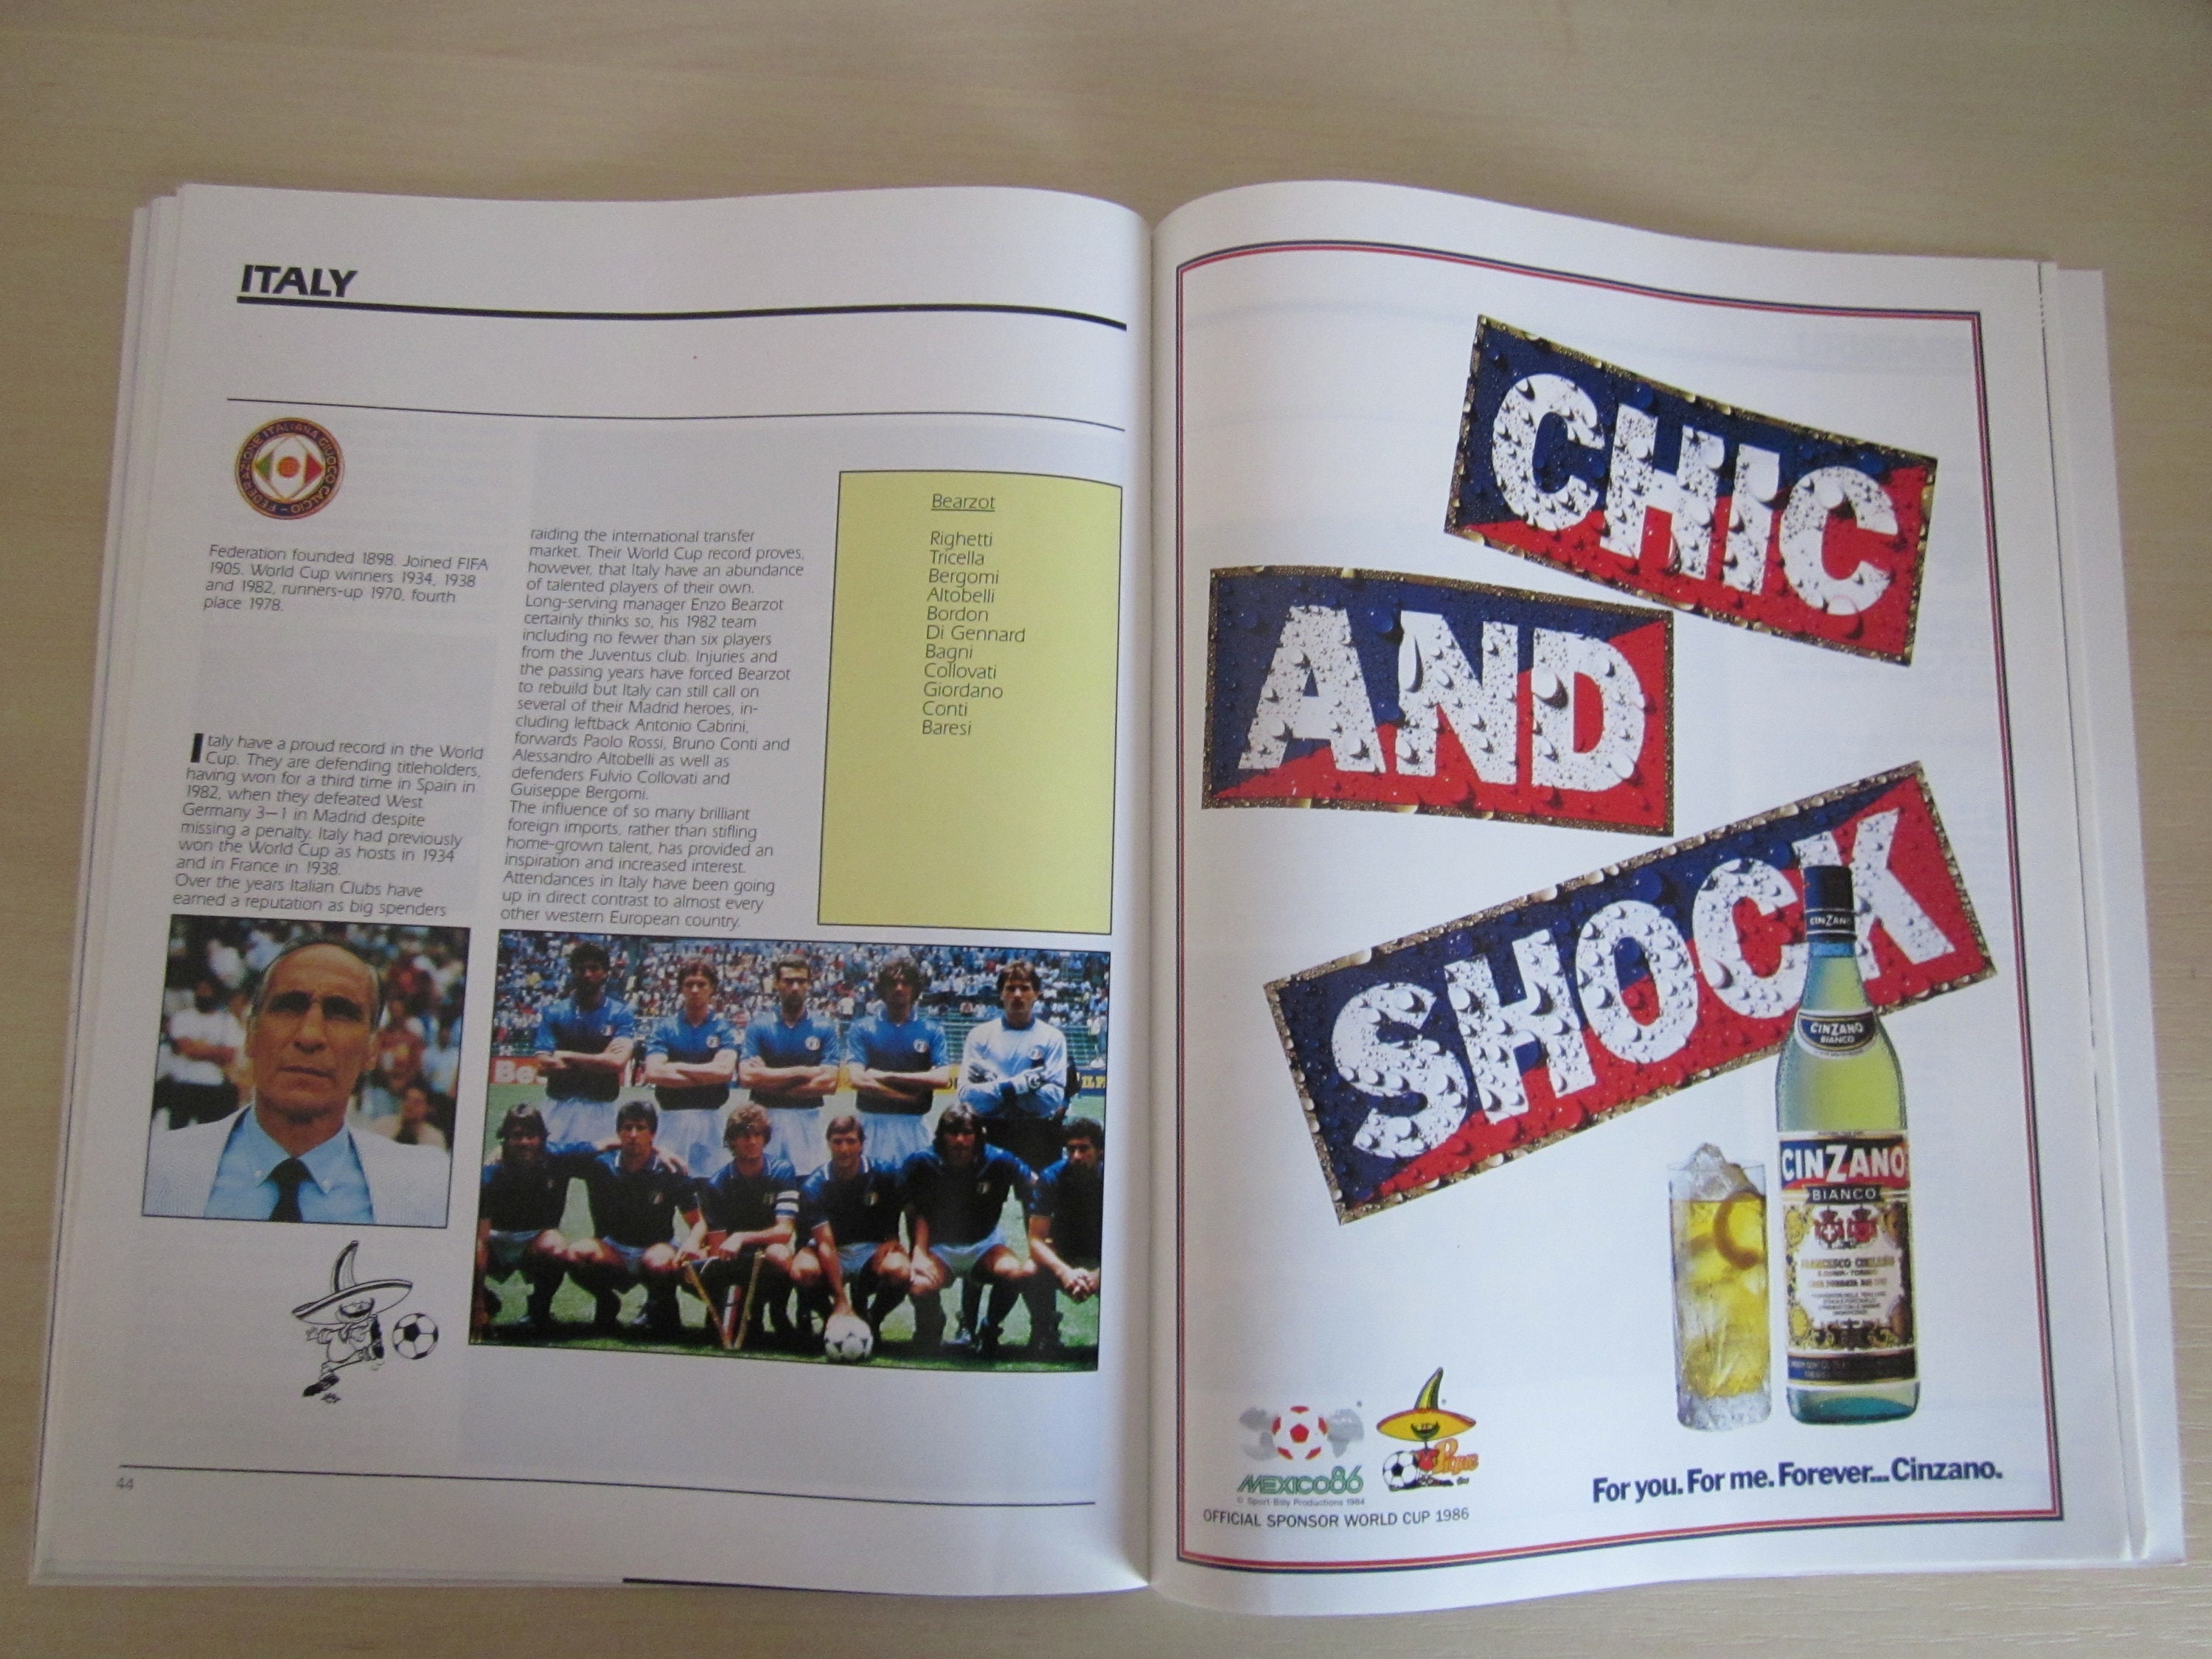 ITALY
FEDERAZIONE ITALIANA GIUOCO CALCIO
Federation founded 1898. Joined FIFA
1905. World Cup winners 1934, 1938
and 1982, runners-up 1970, fourth
place 1978.
Italy have a proud record in the World
Cup. They are defending titleholders,
having won for a third time in Spain in
1982, when they defeated West
Germany 3–1 in Madrid despite
missing a penalty. Italy had previously
won the World Cup as hosts in 1934
and in France in 1938.
Over the years Italian Clubs have
earned a reputation as big spenders
raiding the international transfer
market. Their World Cup record proves,
however, that Italy have an abundance
of talented players of their own.
Long-serving manager Enzo Bearzot
certainly thinks so, his 1982 team
including no fewer than six players
from the Juventus club. Injuries and
the passing years have forced Bearzot
to rebuild but Italy can still call on
several of their Madrid heroes, in-
cluding leftback Antonio Cabrini,
forwards Paolo Rossi, Bruno Conti and
Alessandro Altobelli as well as
defenders Fulvio Collovati and
Guiseppe Bergomi.
The influence of so many brilliant
foreign imports, rather than stifling
home-grown talent, has provided an
inspiration and increased interest.
Attendances in Italy have been going
up in direct contrast to almost every
other western European country.
Bearzot
Righetti
Tricella
Bergomi
Altobelli
Bordon
Di Gennard
Bagni
Collovati
Giordano
Conti
Baresi
44
CHIC
AND
SHOCK
CINZANO
CINZANO
BIANCO
CINZANO
BIANCO
FRANCESCO CINZANO
MEXICO86
© Sport-Billy Productions 1984
Pique
OFFICIAL SPONSOR WORLD CUP 1986
For you. For me. Forever... Cinzano.